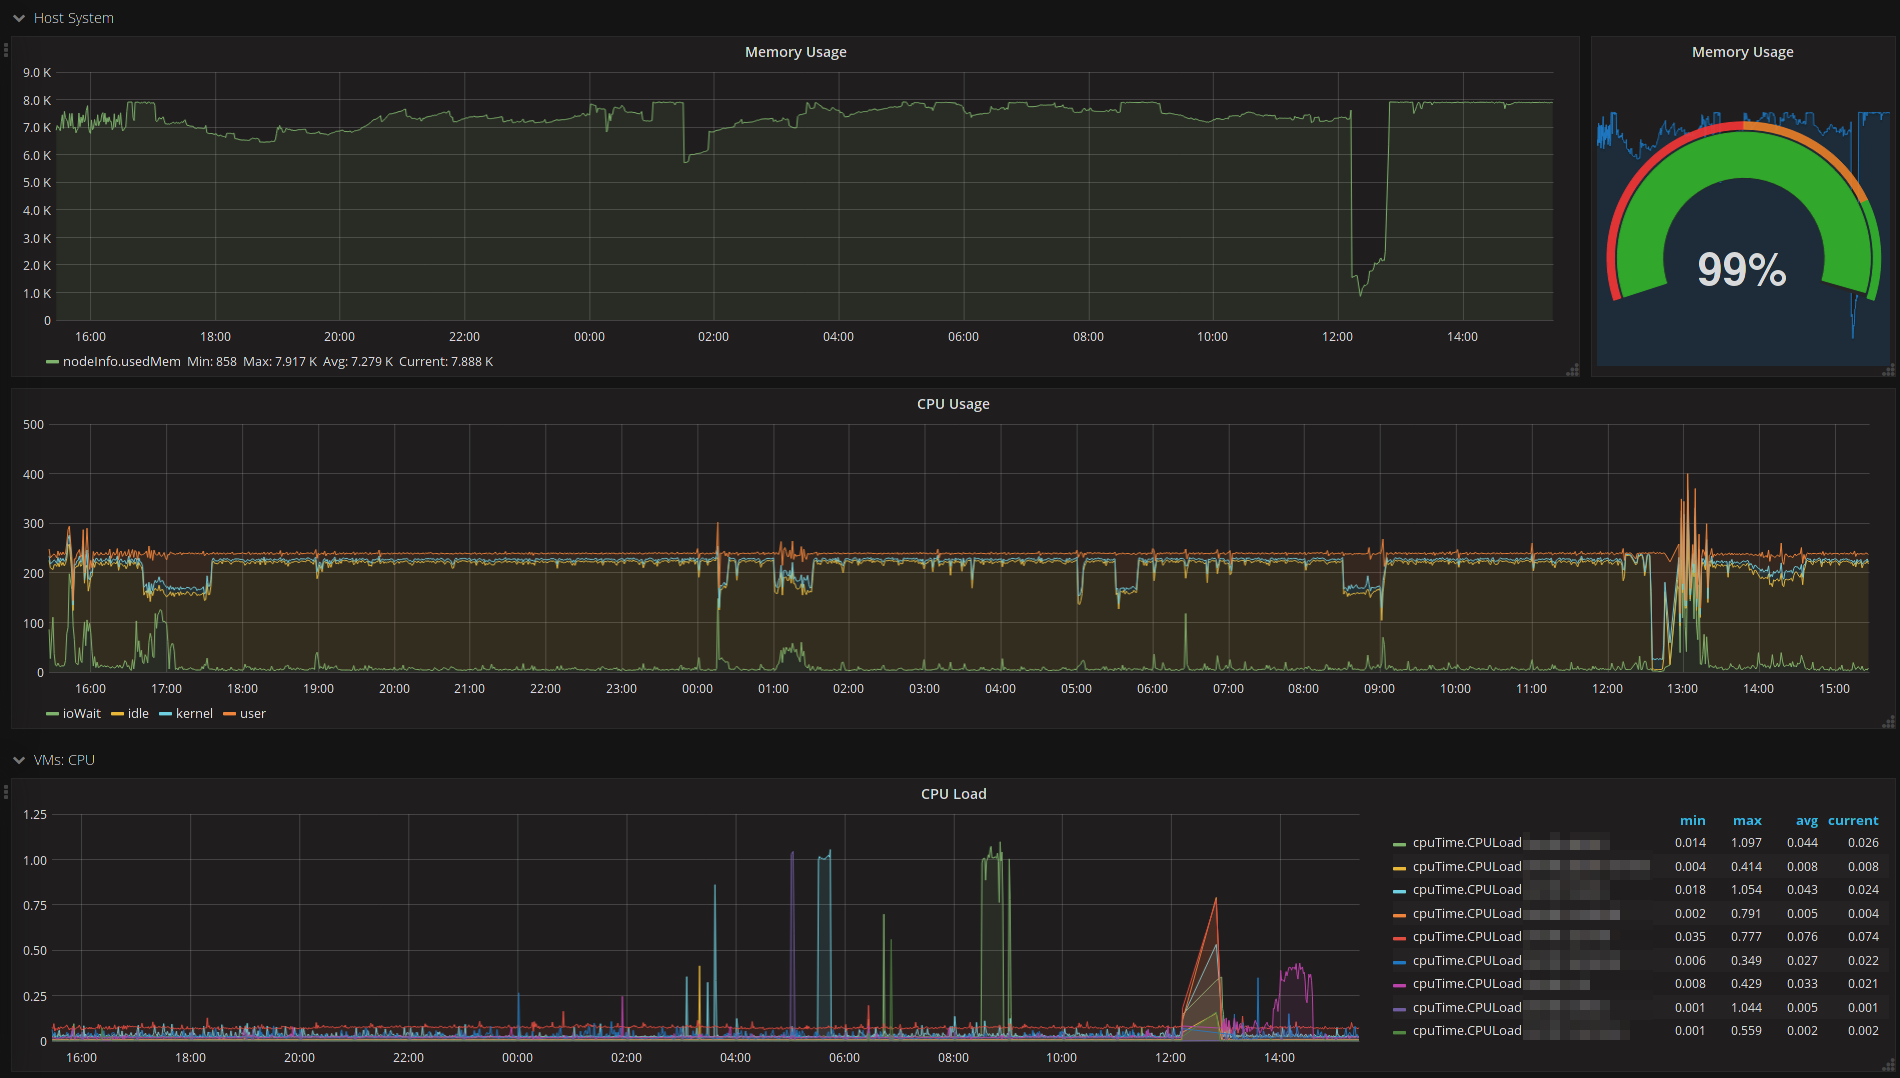 Host System
Memory Usage
9.0 K
8.0 K
7.0 K
6.0 K
5.0 K
4.0 K
3.0 K
2.0 K
1.0 K
0
16:00 18:00 20:00 22:00 00:00 02:00 04:00 06:00 08:00 10:00 12:00 14:00
nodeInfo.usedMem Min: 858 Max: 7.917 K Avg: 7.279 K Current: 7.888 K
Memory Usage
99%
CPU Usage
500
400
300
200
100
0
16:00 17:00 18:00 19:00 20:00 21:00 22:00 23:00 00:00 01:00 02:00 03:00 04:00 05:00 06:00 07:00 08:00 09:00 10:00 11:00 12:00 13:00 14:00 15:00
ioWait idle kernel user
VMs: CPU
CPU Load
1.25
1.00
0.75
0.50
0.25
0
16:00 18:00 20:00 22:00 00:00 02:00 04:00 06:00 08:00 10:00 12:00 14:00
min max avg current
cpuTime.CPULoad 0.014 1.097 0.044 0.026
cpuTime.CPULoad 0.004 0.414 0.008 0.008
cpuTime.CPULoad 0.018 1.054 0.043 0.024
cpuTime.CPULoad 0.002 0.791 0.005 0.004
cpuTime.CPULoad 0.035 0.777 0.076 0.074
cpuTime.CPULoad 0.006 0.349 0.027 0.022
cpuTime.CPULoad 0.008 0.429 0.033 0.021
cpuTime.CPULoad 0.001 1.044 0.005 0.001
cpuTime.CPULoad 0.001 0.559 0.002 0.002